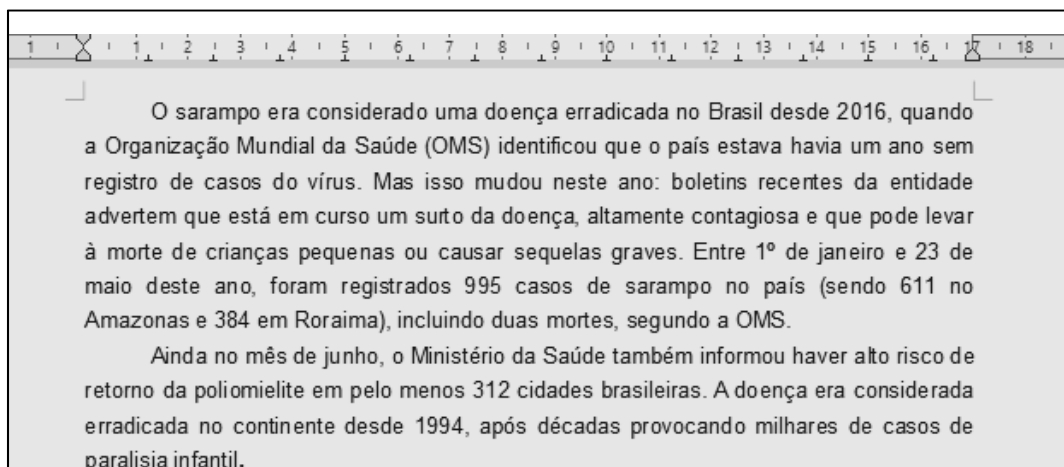 1 1 2 3 4 5 6 7 8 9 10 11 12 13 14 15 16 17 18
O sarampo era considerado uma doença erradicada no Brasil desde 2016, quando
a Organização Mundial da Saúde (OMS) identificou que o país estava havia um ano sem
registro de casos do vírus. Mas isso mudou neste ano: boletins recentes da entidade
advertem que está em curso um surto da doença, altamente contagiosa e que pode levar
à morte de crianças pequenas ou causar sequelas graves. Entre 1º de janeiro e 23 de
maio deste ano, foram registrados 995 casos de sarampo no país (sendo 611 no
Amazonas e 384 em Roraima), incluindo duas mortes, segundo a OMS.
Ainda no mês de junho, o Ministério da Saúde também informou haver alto risco de
retorno da poliomielite em pelo menos 312 cidades brasileiras. A doença era considerada
erradicada no continente desde 1994, após décadas provocando milhares de casos de
paralisia infantil.